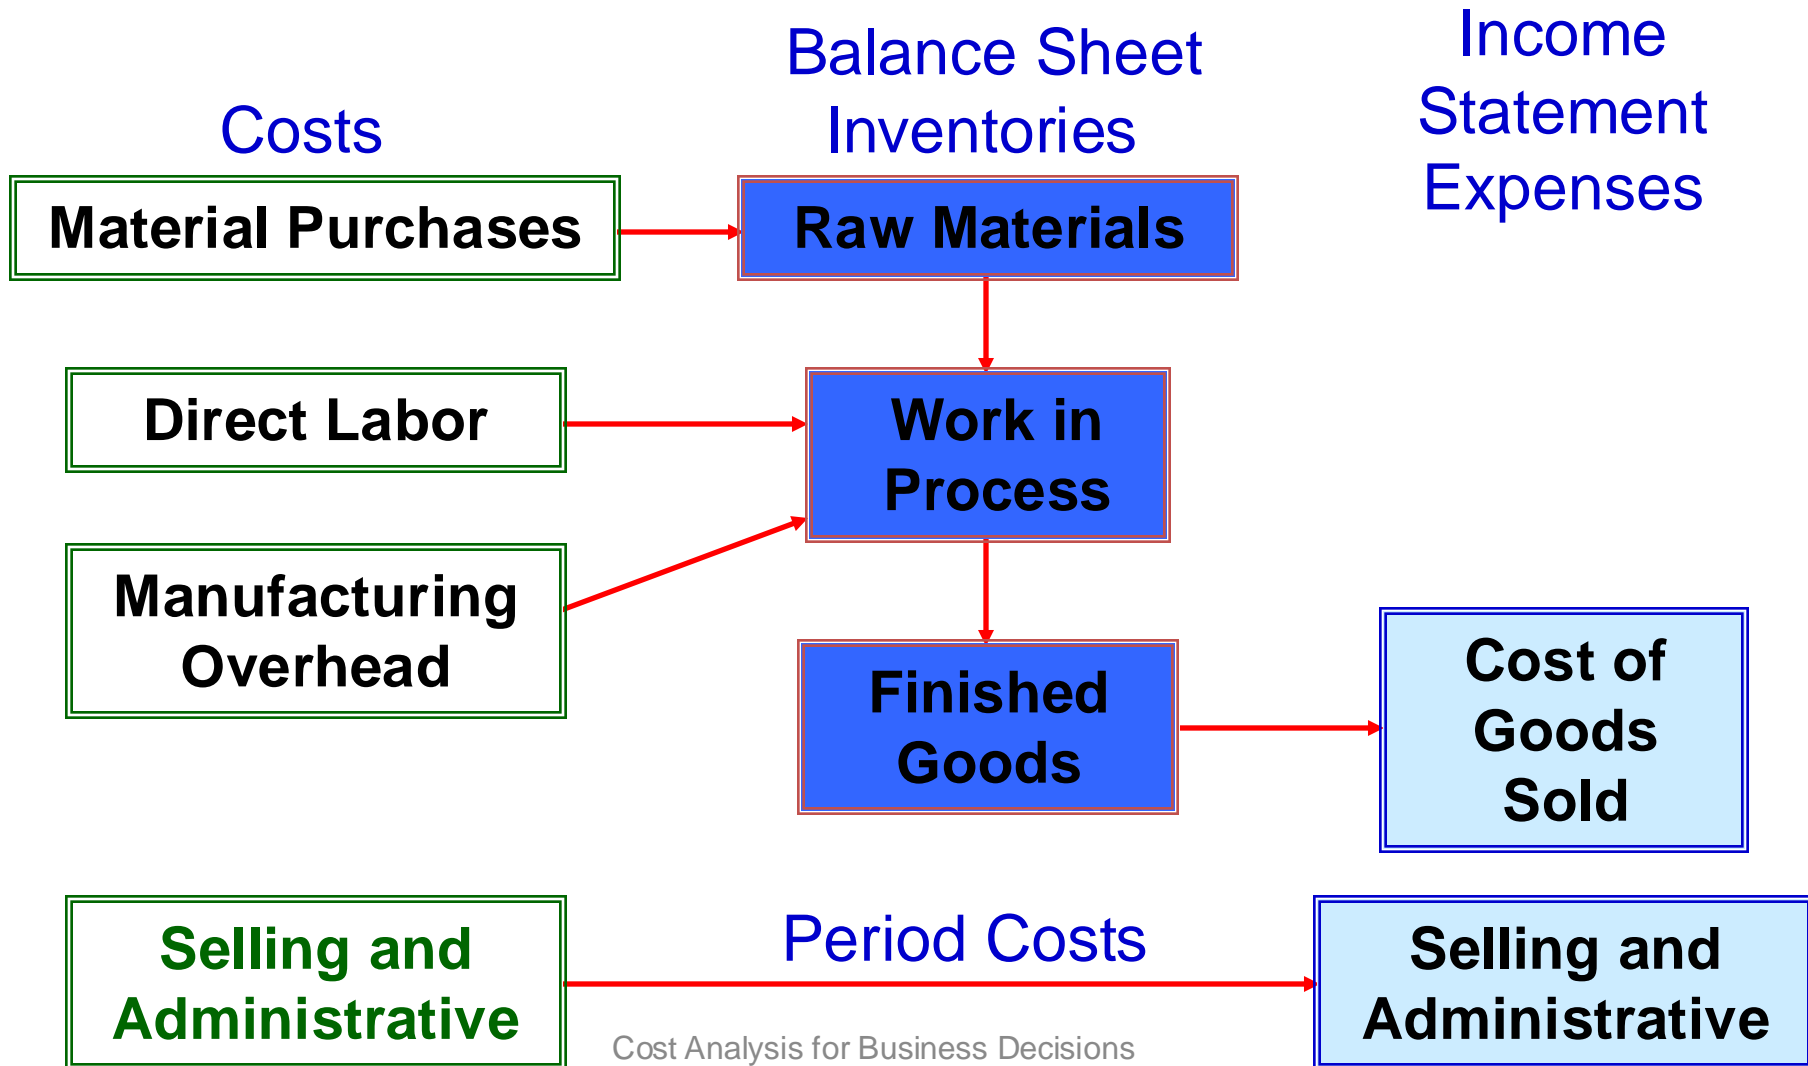 Costs
Balance Sheet
Inventories
Income
Statement
Expenses
Material Purchases
Raw Materials
Direct Labor
Work in
Process
Manufacturing
Overhead
Finished
Goods
Cost of
Goods
Sold
Selling and
Administrative
Period Costs
Selling and
Administrative
Cost Analysis for Business Decisions